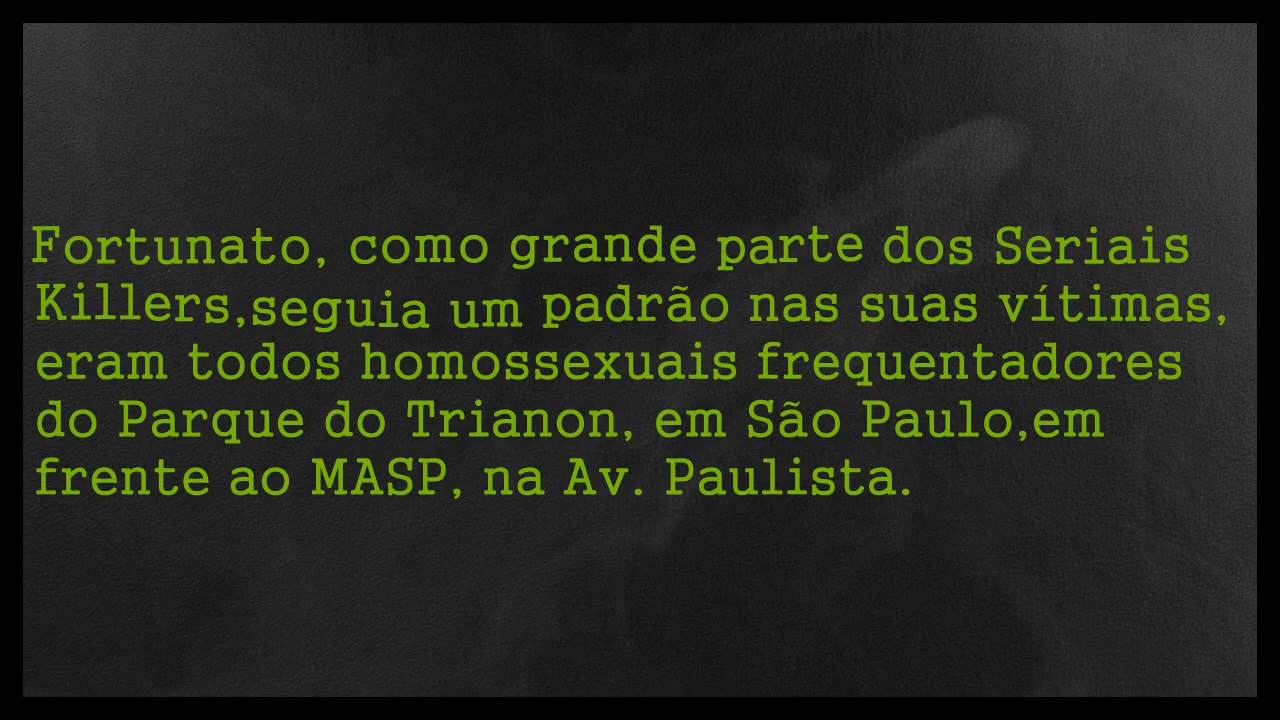 Fortunato, como grande parte dos Seriais
Killers,seguia um padrão nas suas vítimas,
eram todos homossexuais frequentadores
do Parque do Trianon, em São Paulo,em
frente ao MASP, na Av. Paulista.